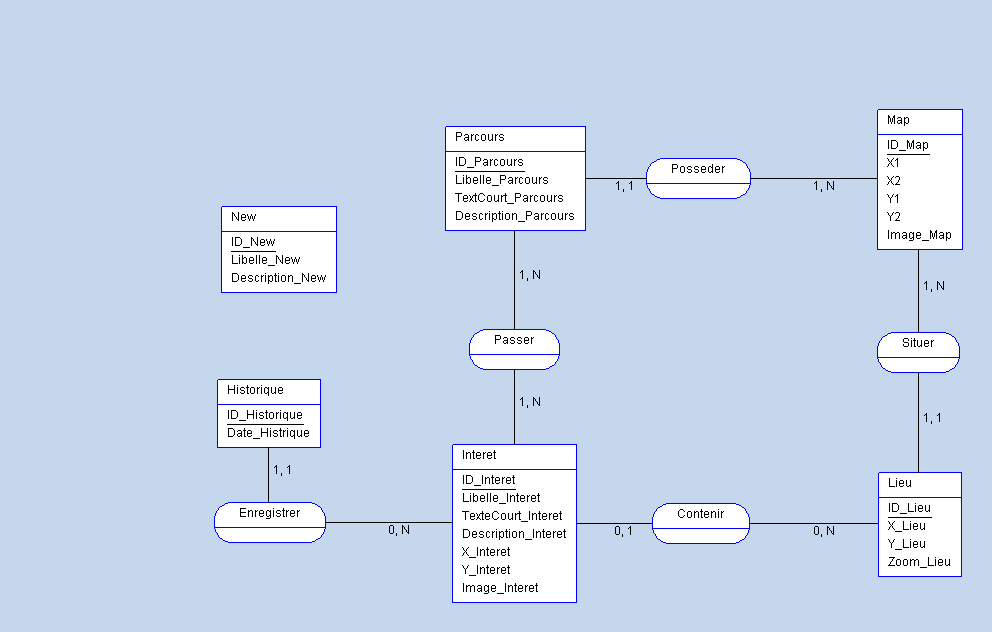 Map
ID_Map
X1
X2
Y1
Y2
Image_Map
Parcours
ID_Parcours
Libelle_Parcours
TextCourt_Parcours
Description_Parcours
Posseder
1, 1
1, N
New
ID_New
Libelle_New
Description_New
1, N
1, N
Passer
Situer
1, N
1, 1
Historique
ID_Historique
Date_Histrique
1, 1
Enregistrer
0, N
Interet
ID_Interet
Libelle_Interet
TexteCourt_Interet
Description_Interet
X_Interet
Y_Interet
Image_Interet
Contenir
0, 1
0, N
Lieu
ID_Lieu
X_Lieu
Y_Lieu
Zoom_Lieu